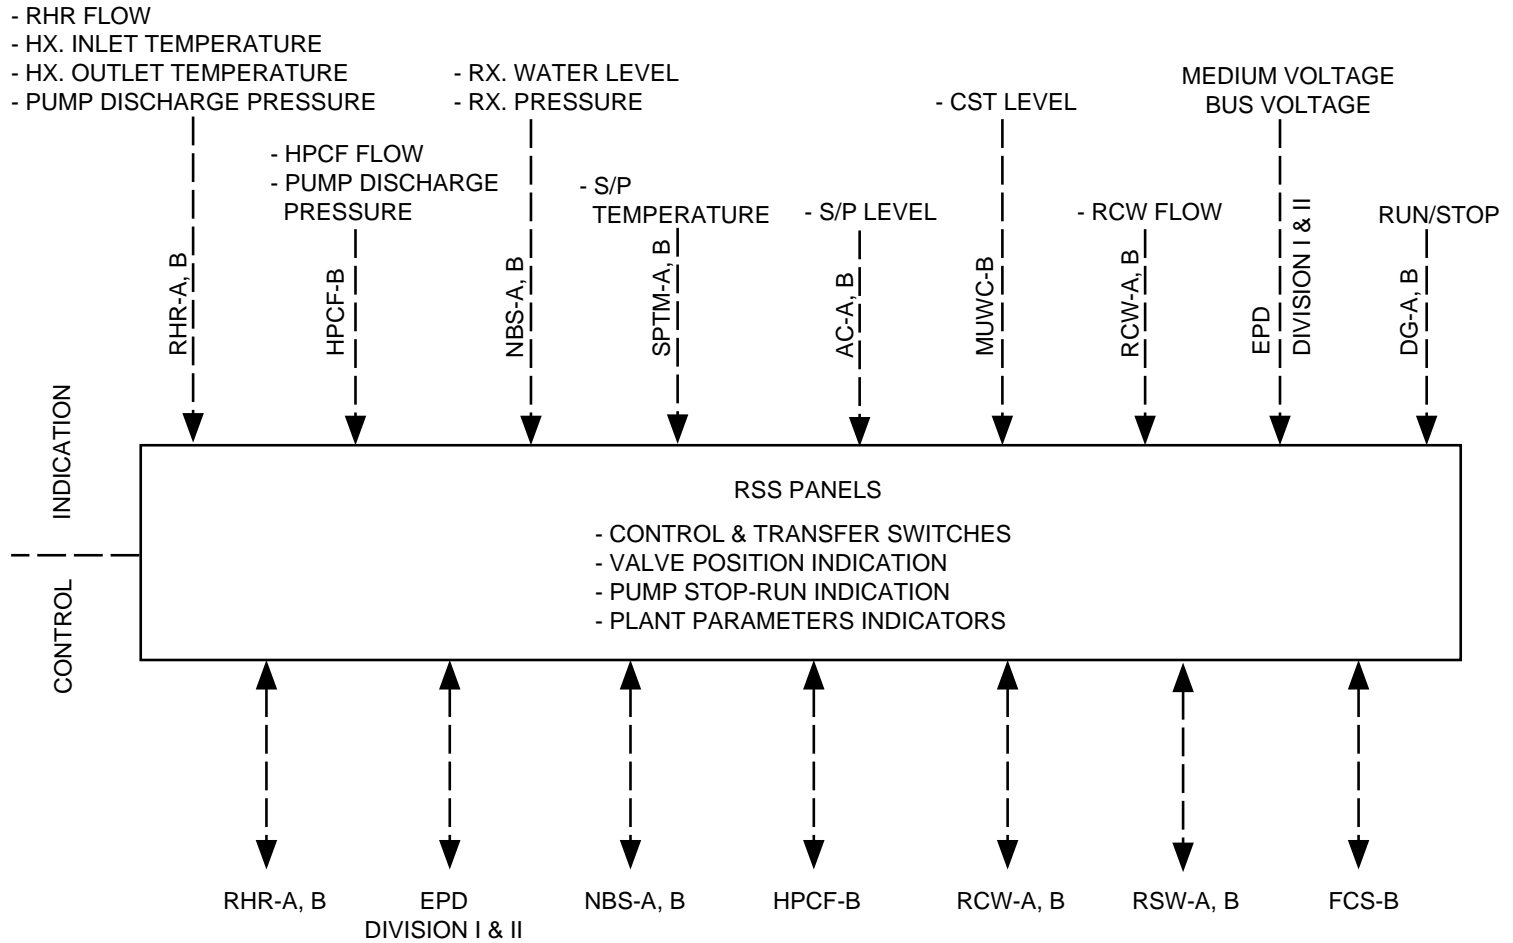 - RHR FLOW
- HX. INLET TEMPERATURE
- HX. OUTLET TEMPERATURE
- PUMP DISCHARGE PRESSURE
- HPCF FLOW
- PUMP DISCHARGE
PRESSURE
- RX. WATER LEVEL
- RX. PRESSURE
- S/P
TEMPERATURE
- S/P LEVEL
- CST LEVEL
- RCW FLOW
MEDIUM VOLTAGE
BUS VOLTAGE
RUN/STOP
RHR-A, B
HPCF-B
NBS-A, B
SPTM-A, B
AC-A, B
MUWC-B
RCW-A, B
EPD
DIVISION I & II
DG-A, B
INDICATION
CONTROL
RSS PANELS
- CONTROL & TRANSFER SWITCHES
- VALVE POSITION INDICATION
- PUMP STOP-RUN INDICATION
- PLANT PARAMETERS INDICATORS
RHR-A, B
EPD
DIVISION I & II
NBS-A, B
HPCF-B
RCW-A, B
RSW-A, B
FCS-B